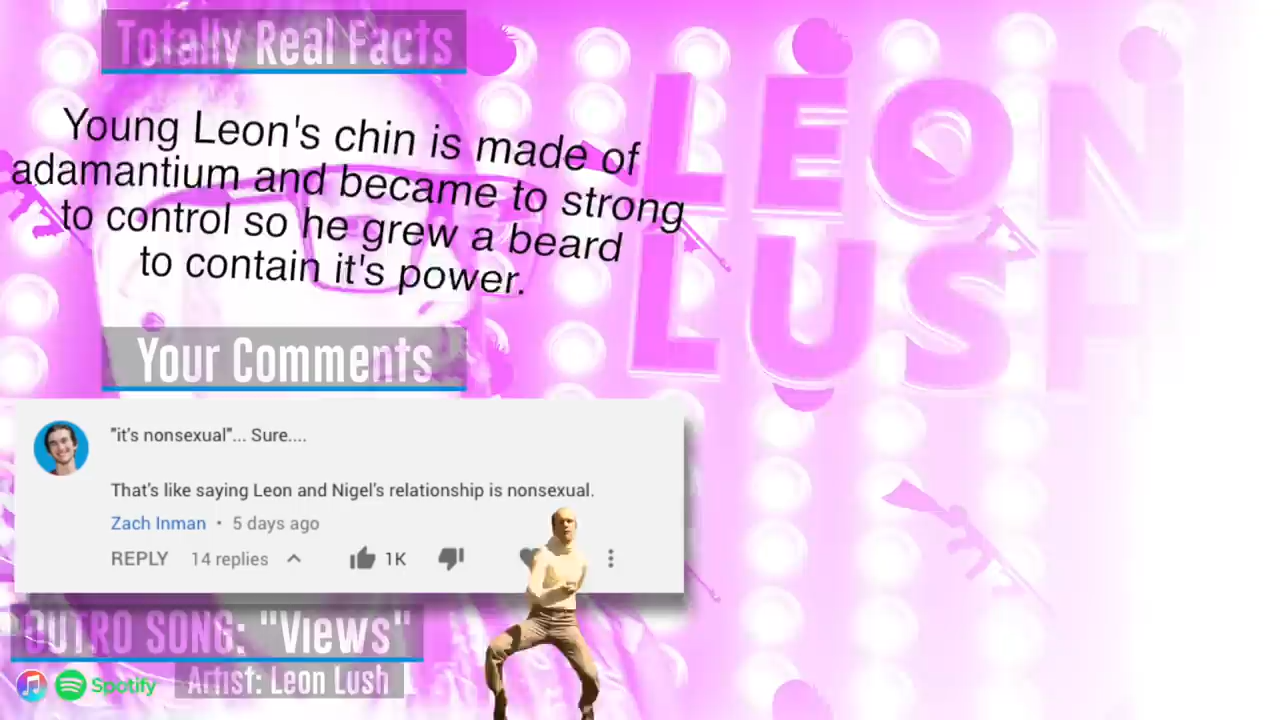 Totally Real Facts
LEON
Young Leon's chin is made of
adamantium and became to strong
to control so he grew a beard
to contain it's power.
LUSH
Your Comments
"it's nonsexual"... Sure....
That's like saying Leon and Nigel's relationship is nonsexual.
Zach Inman • 5 days ago
REPLY 14 replies 1K
OUTRO SONG: "Views"
Spotify Artist: Leon Lush